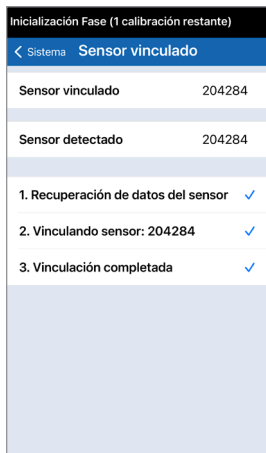 Inicialización Fase (1 calibración restante)
Sistema Sensor vinculado
Sensor vinculado 204284
Sensor detectado 204284
1. Recuperación de datos del sensor
2. Vinculando sensor: 204284
3. Vinculación completada